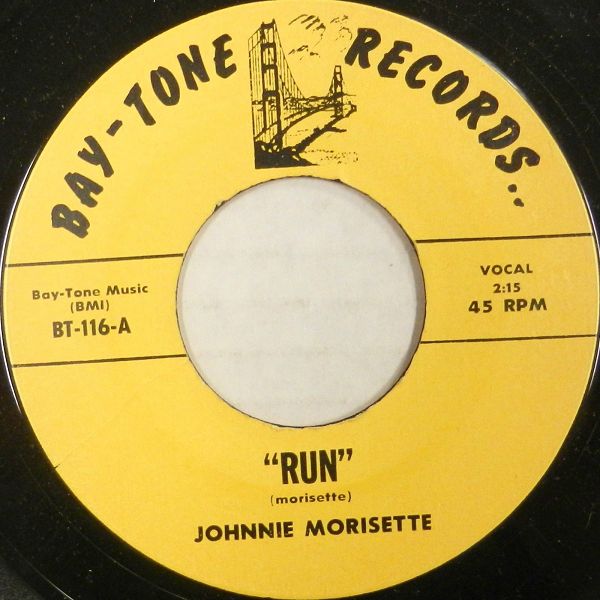 BAY-TONE RECORDS..
Bay-Tone Music
(BMI)
BT-116-A
VOCAL
2:15
45 RPM
"RUN"
(morisette)
JOHNNIE MORISETTE